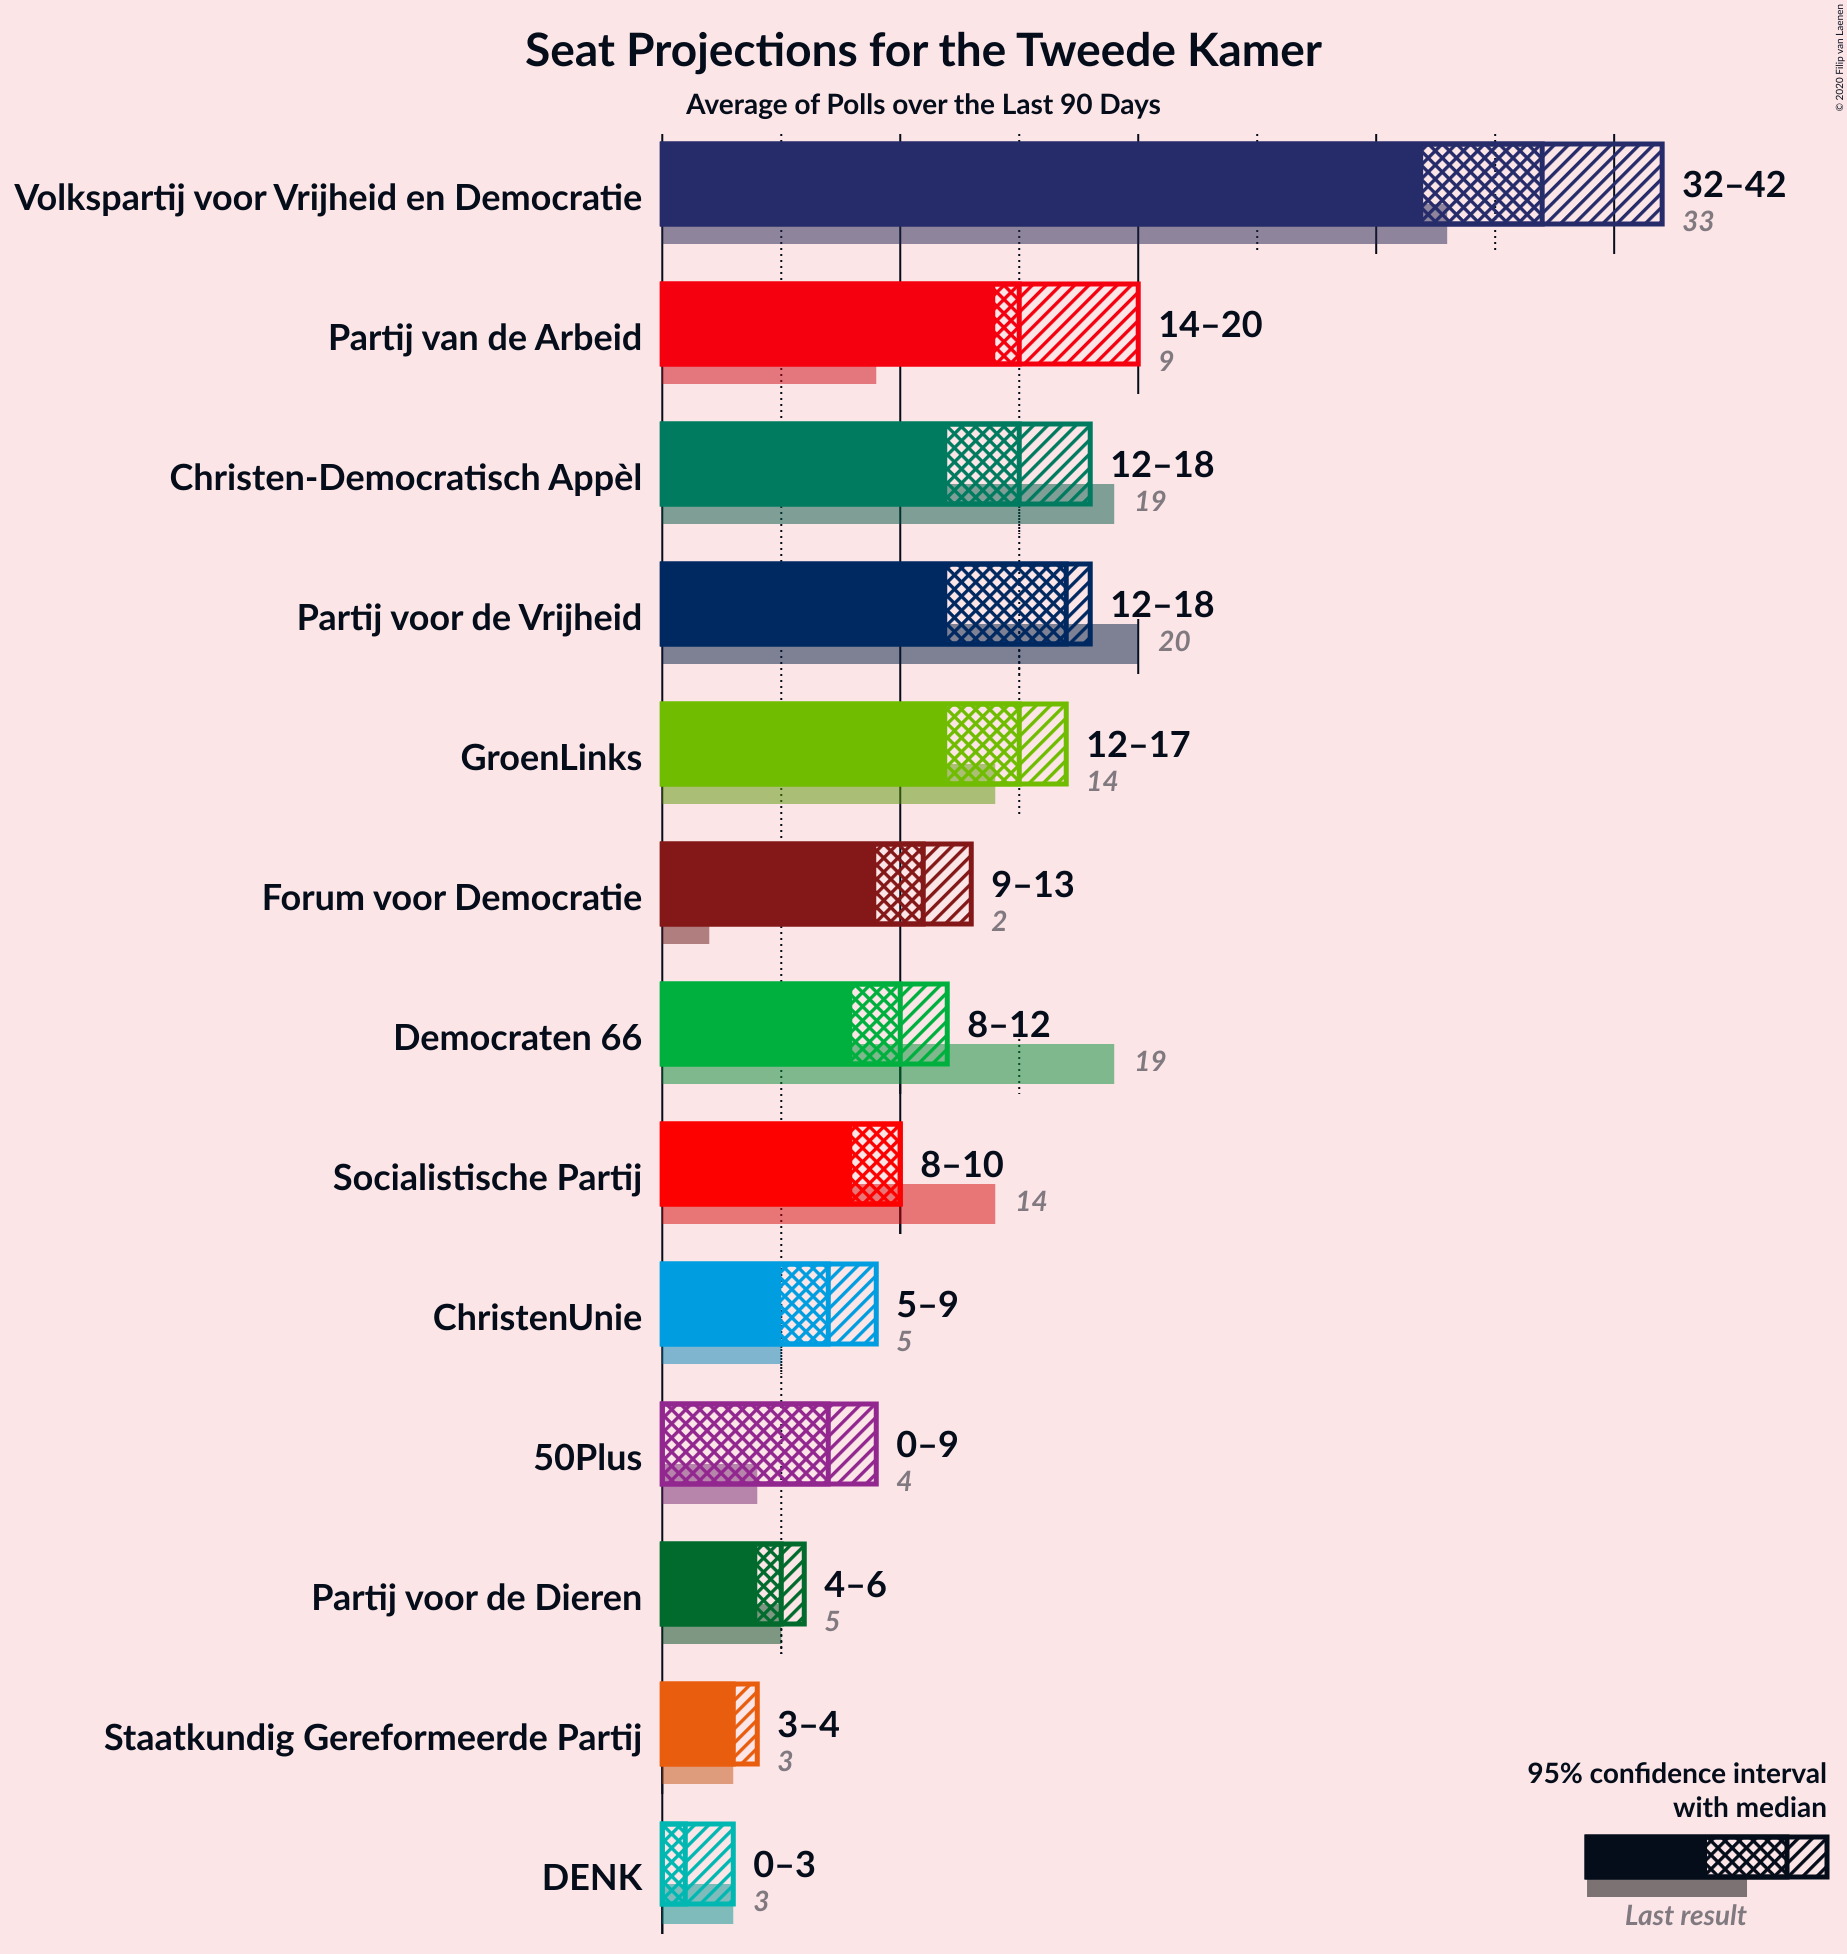 Seat Projections for the Tweede Kamer
Average of Polls over the Last 90 Days
© 2020 Filip van Laenen
Volkspartij voor Vrijheid en Democratie
32–42
33
Partij van de Arbeid
14–20
9
Christen-Democratisch Appèl
12–18
19
Partij voor de Vrijheid
12–18
20
GroenLinks
12–17
14
Forum voor Democratie
9–13
2
Democraten 66
8–12
19
Socialistische Partij
8–10
14
ChristenUnie
5–9
5
50Plus
0–9
4
Partij voor de Dieren
4–6
5
Staatkundig Gereformeerde Partij
3–4
3
DENK
0–3
3
95% confidence interval
with median
Last result